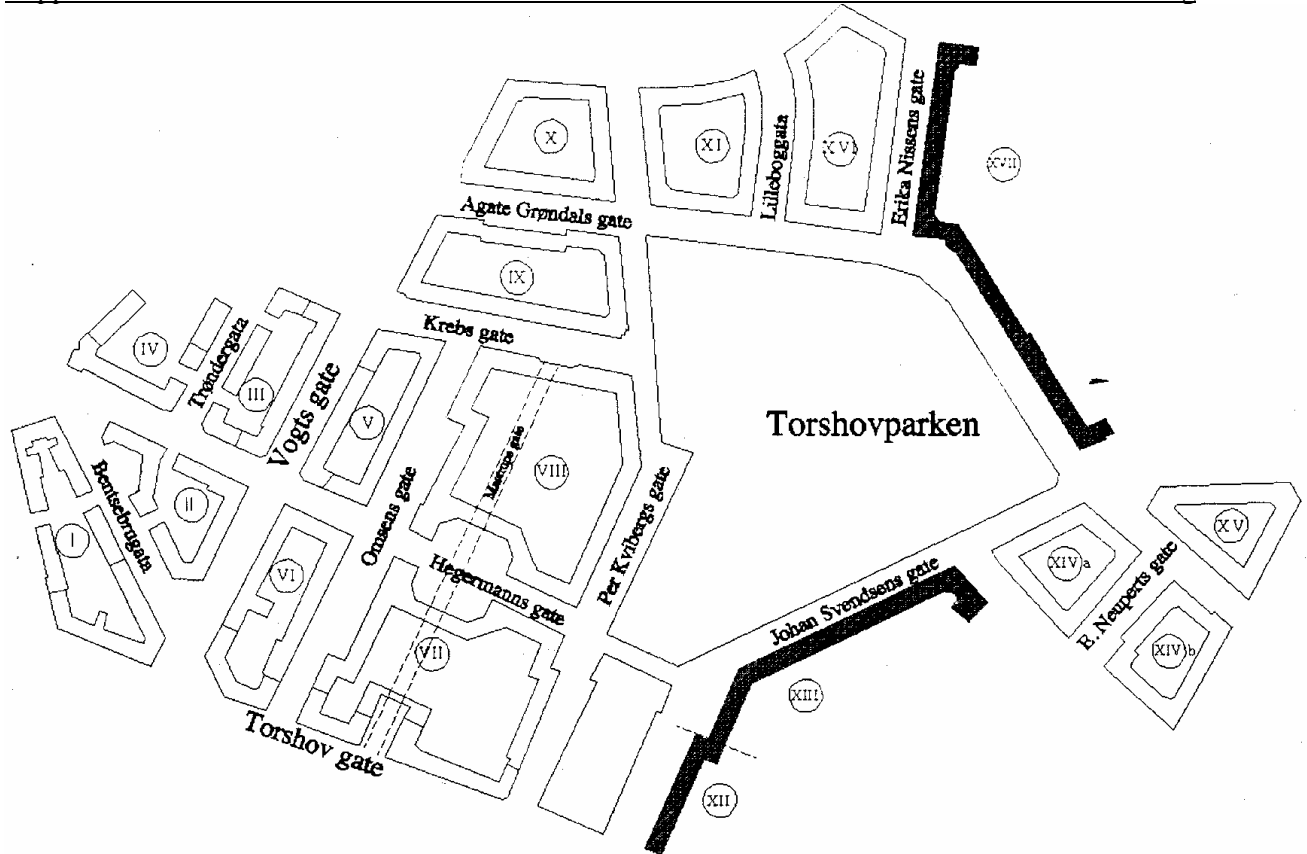 X
XI
XVI
XVII
Lilleboggata
Erika Nissens gate
Agate Grøndals gate
IX
Krebs gate
IV
Trøndergata
III
Vogts gate
V
VIII
Torshovparken
Bentsebrugata
II
I
Omsens gate
Hegermanns gate
Per Kvibergs gate
VI
VII
Johan Svendsens gate
XIV a
XV
E. Neuperts gate
XIV b
XIII
Torshov gate
XII